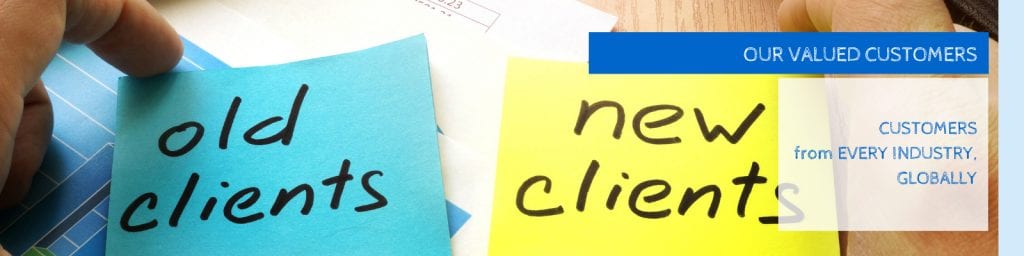 old
clients
new
clients
OUR VALUED CUSTOMERS
CUSTOMERS
from EVERY INDUSTRY,
GLOBALLY